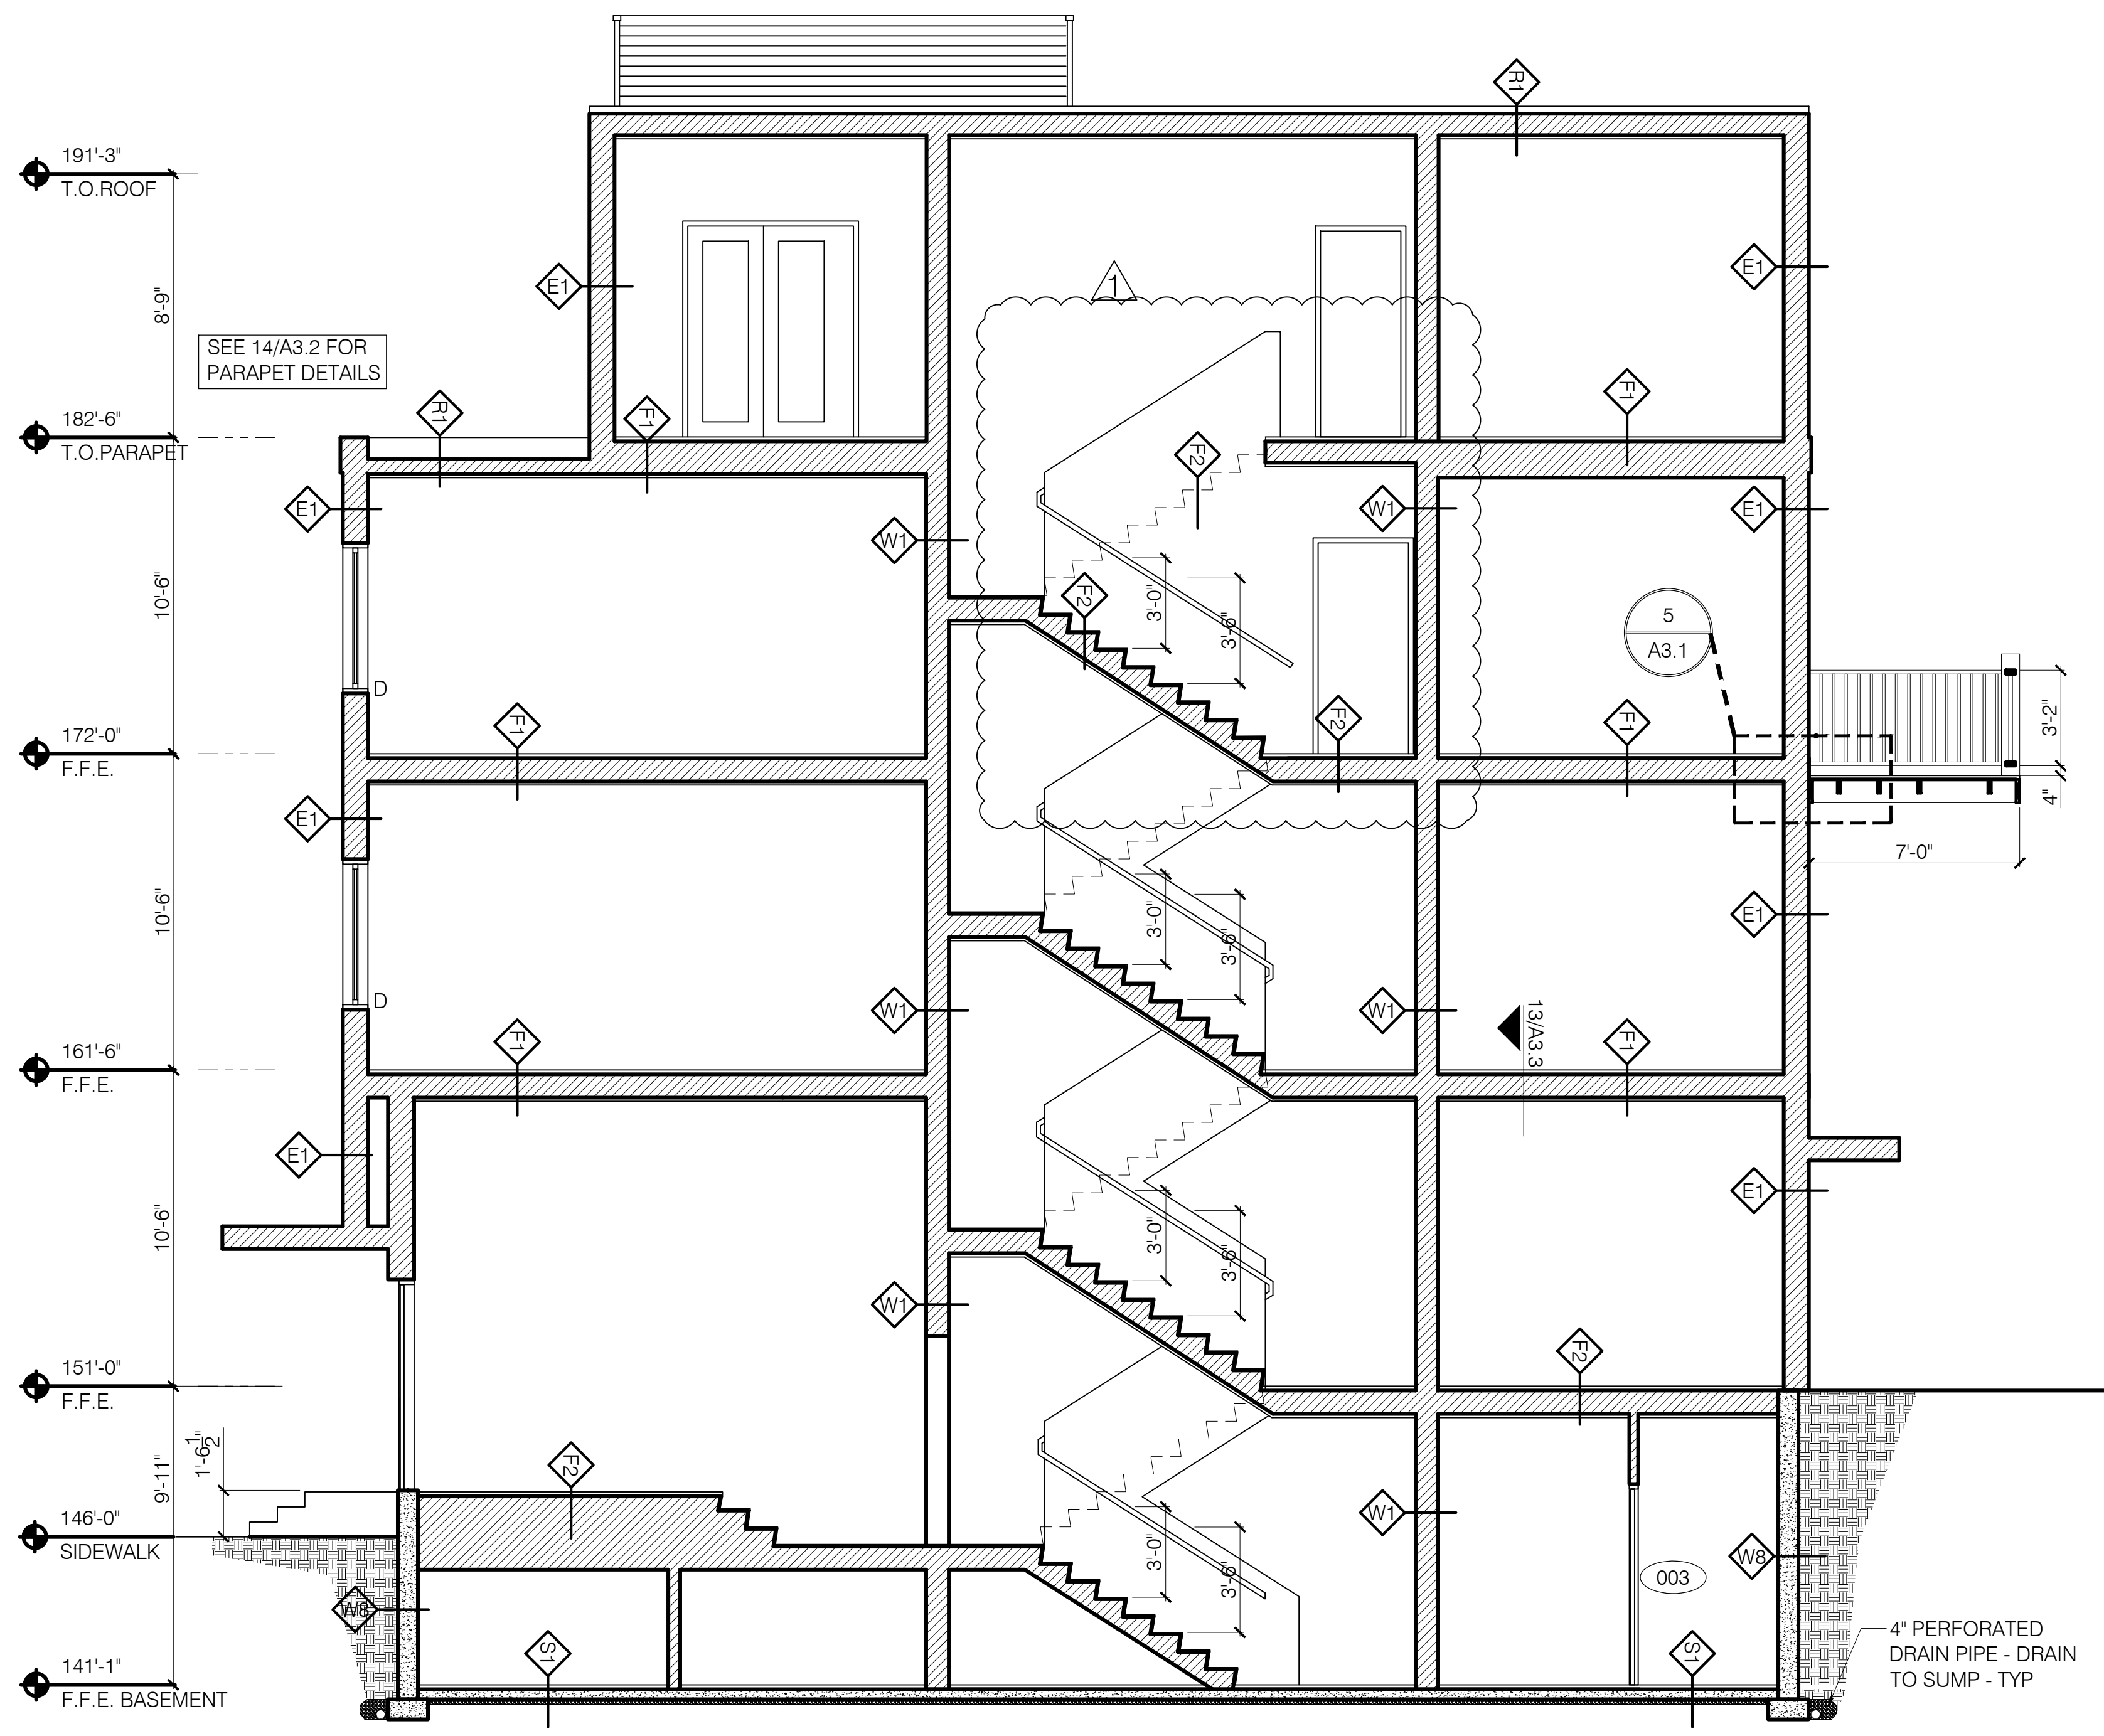 R1
191'-3"
T.O.ROOF
E1
E1
1
8'-9"
SEE 14/A3.2 FOR
PARAPET DETAILS
R1
F1
F1
182'-6"
T.O.PARAPET
F2
E1
W1
E1
W1
10'-6"
F2
3'-0"
3'-6"
5
A3.1
D
F1
F2
F1
3'-2"
172'-0"
F.F.E.
4"
E1
7'-0"
10'-6"
3'-0"
3'-6"
E1
D
W1
W1
13/A3.3
F1
F1
161'-6"
F.F.E.
E1
E1
10'-6"
3'-0"
3'-6"
W1
F2
151'-0"
F.F.E.
1'-6 1/2
9'-11"
F2
146'-0"
SIDEWALK
W1
3'-0"
3'-6"
W8
003
W8
S1
S1
4" PERFORATED
DRAIN PIPE - DRAIN
TO SUMP - TYP
141'-1"
F.F.E. BASEMENT